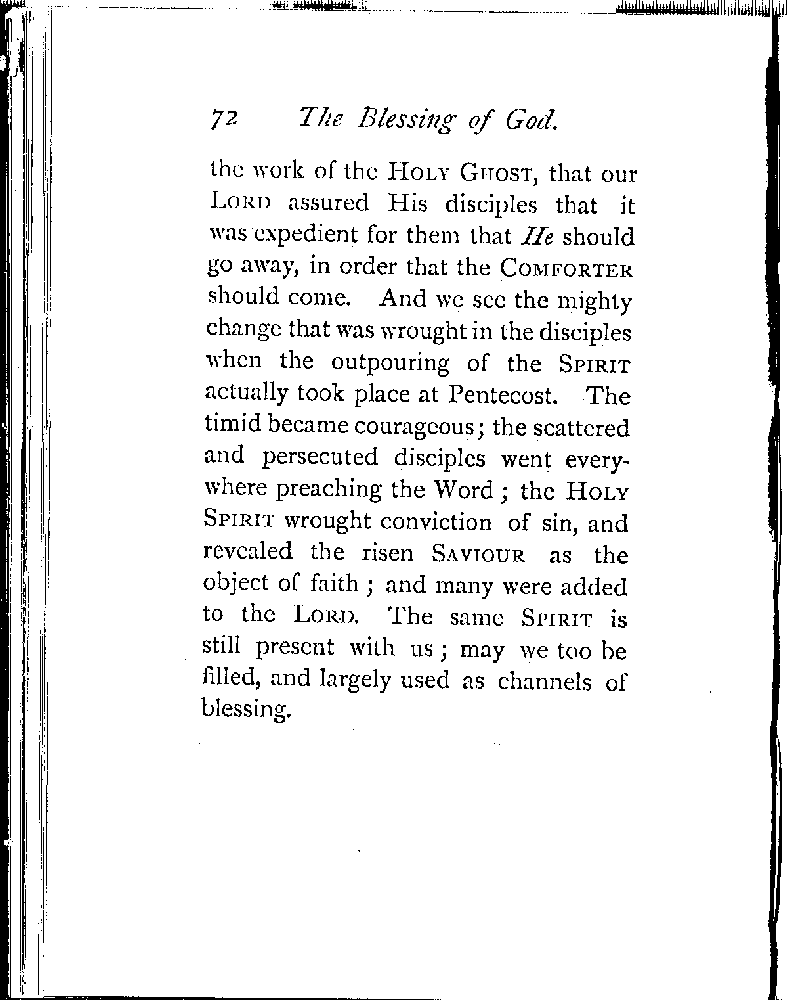 72 The Blessing of God.
the work of the HOLY GHOST, that our
LORD assured His disciples that it
was expedient for them that He should
go away, in order that the COMFORTER
should come. And we see the mighty
change that was wrought in the disciples
when the outpouring of the SPIRIT
actually took place at Pentecost. The
timid became courageous; the scattered
and persecuted disciples went every-
where preaching the Word; the HOLY
SPIRIT wrought conviction of sin, and
revealed the risen SAVIOUR as the
object of faith; and many were added
to the LORD. The same SPIRIT is
still present with us; may we too be
filled, and largely used as channels of
blessing.